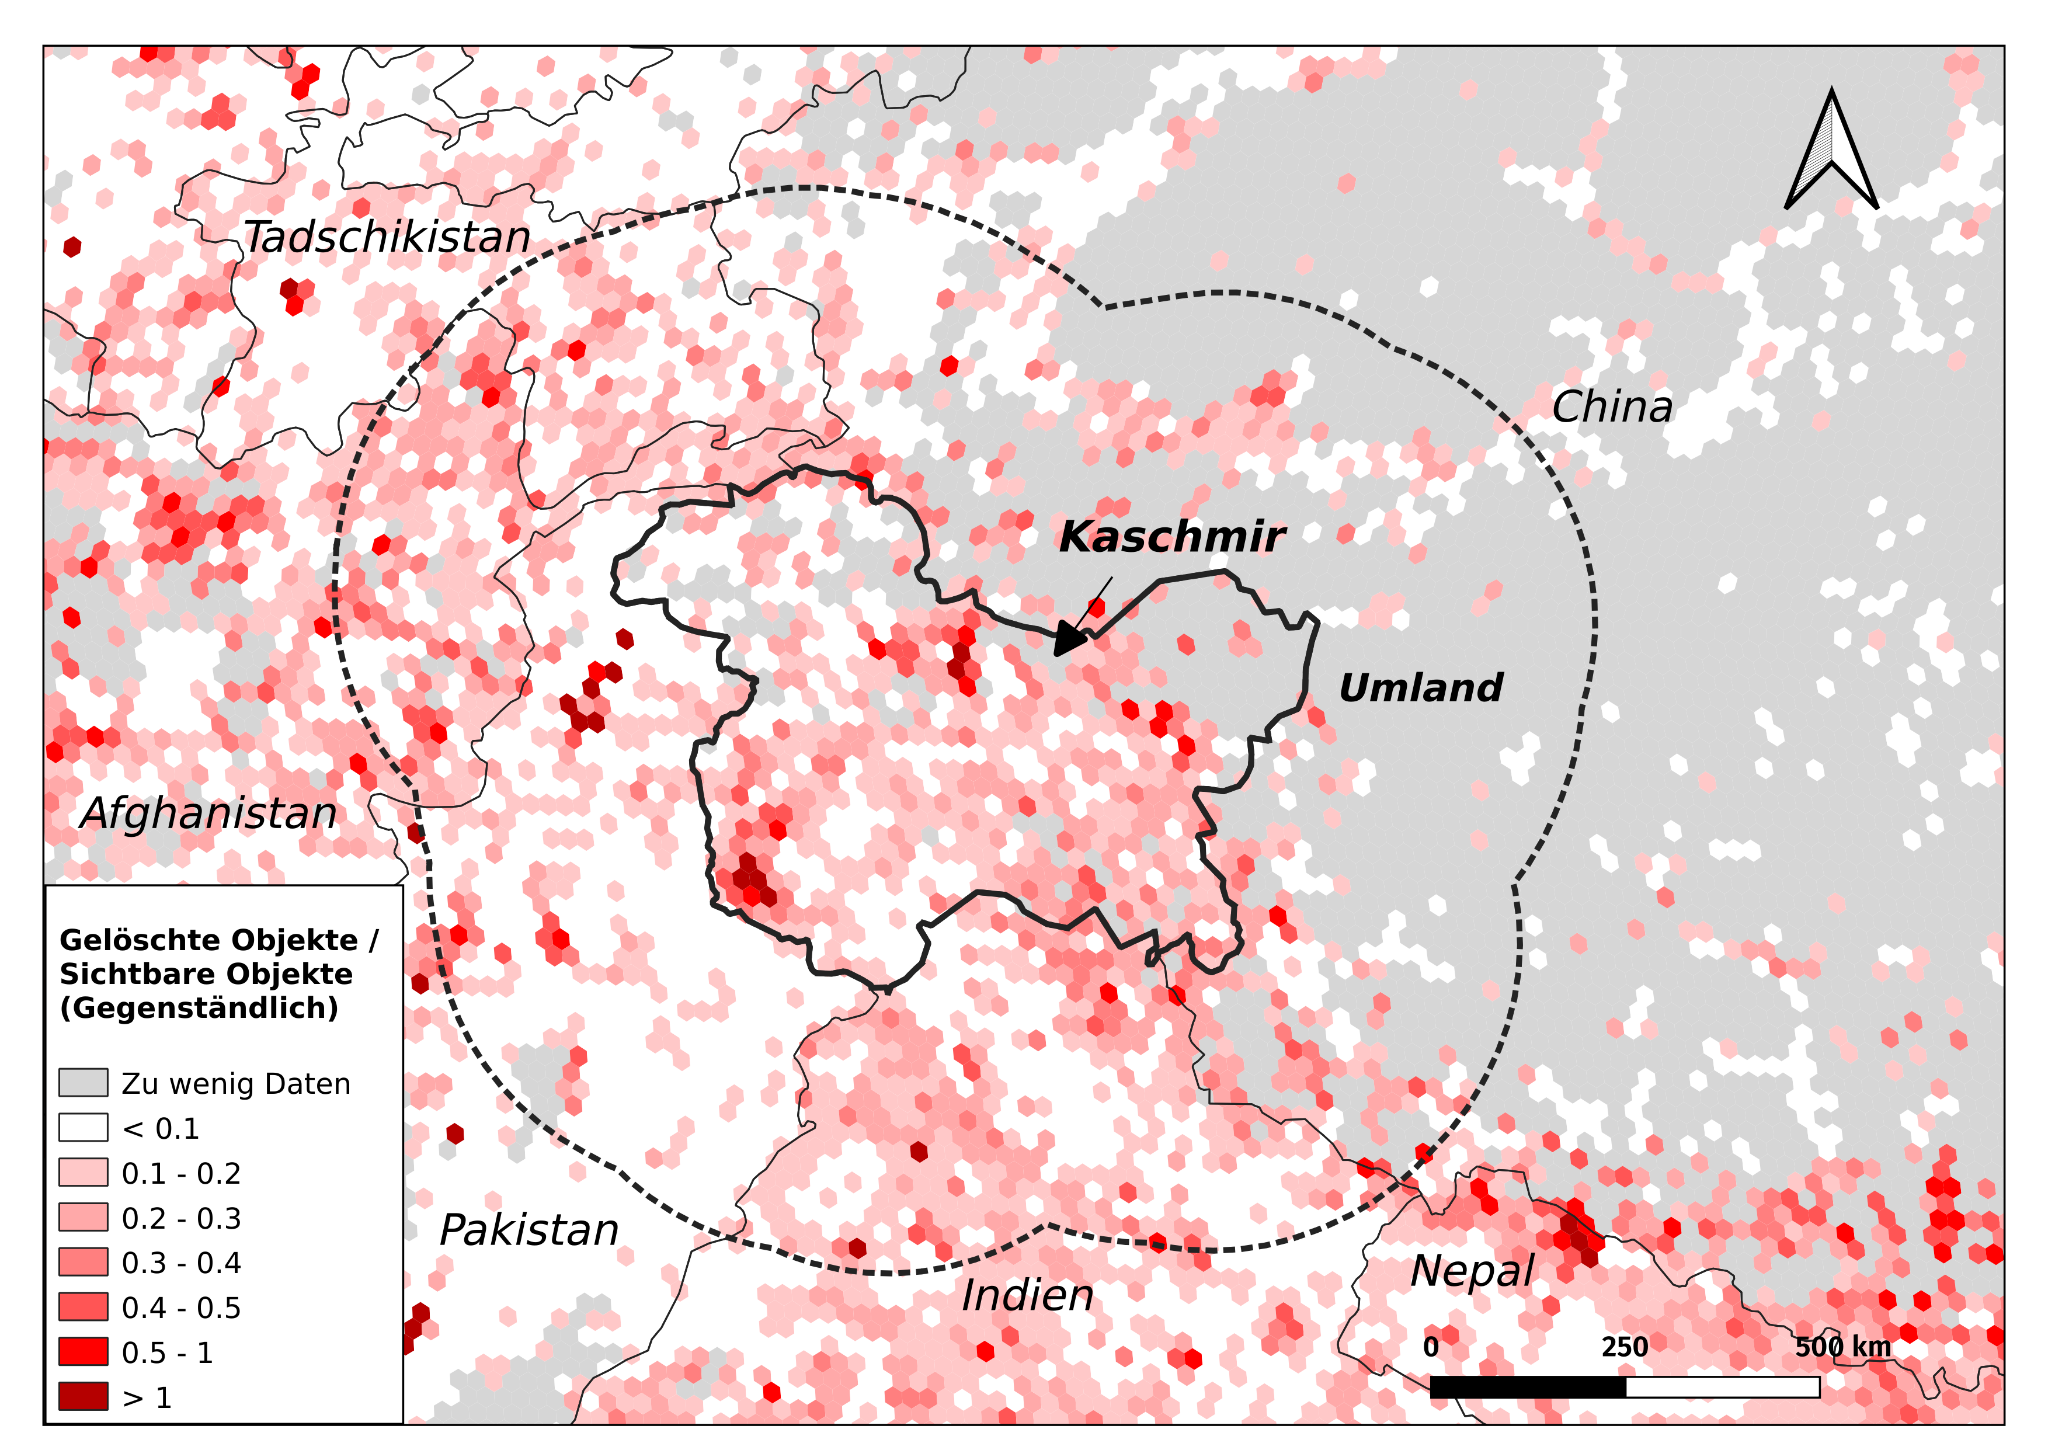 Tadschikistan
China
Kaschmir
Umland
Afghanistan
Pakistan
Indien
Nepal
Gelöschte Objekte /
Sichtbare Objekte
(Gegenständlich)
Zu wenig Daten
< 0.1
0.1 - 0.2
0.2 - 0.3
0.3 - 0.4
0.4 - 0.5
0.5 - 1
> 1
0 250 500 km